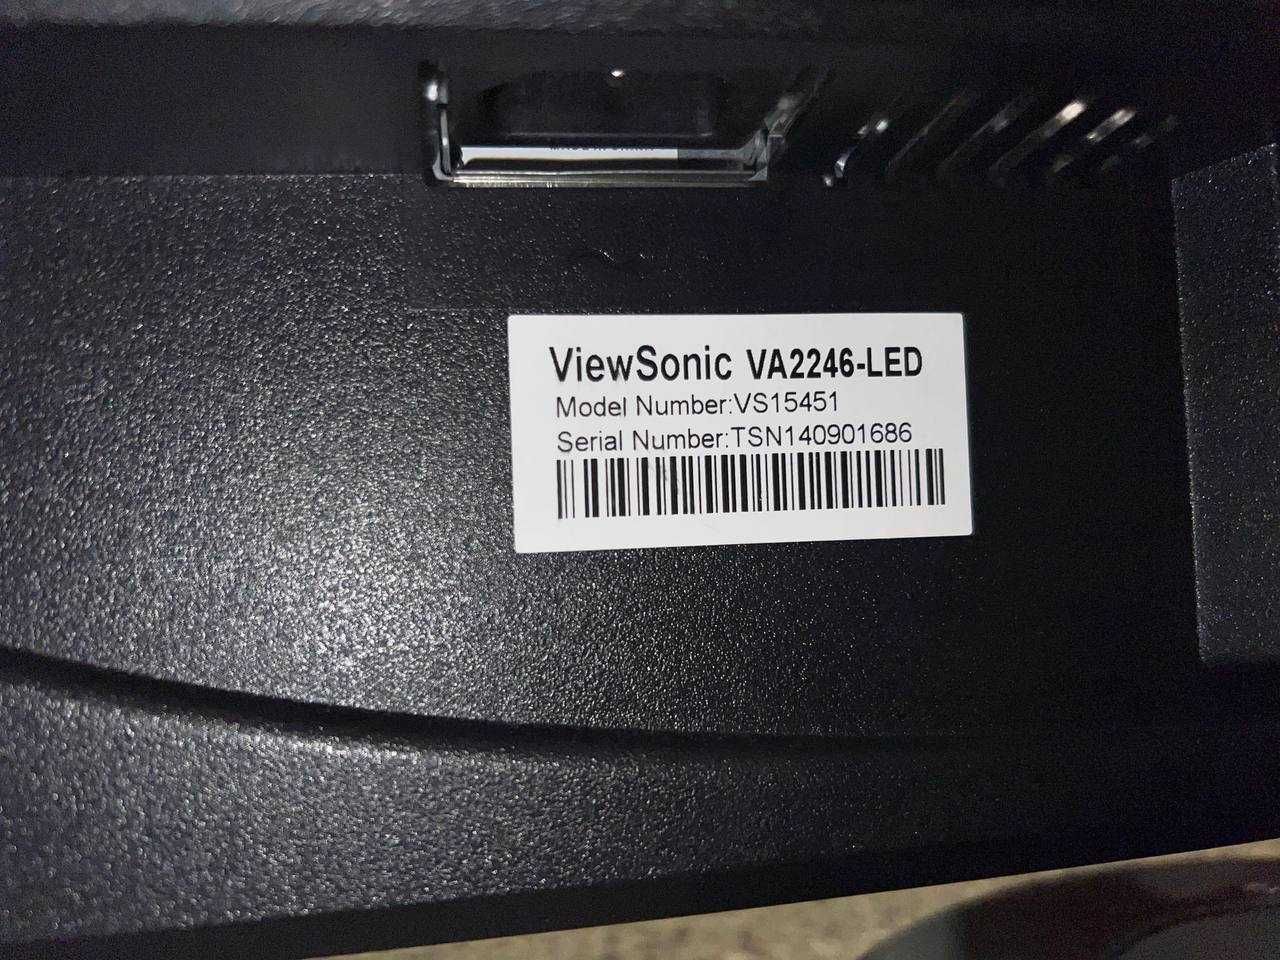 ViewSonic VA2246-LED
Model Number:VS15451
Serial Number:TSN140901686